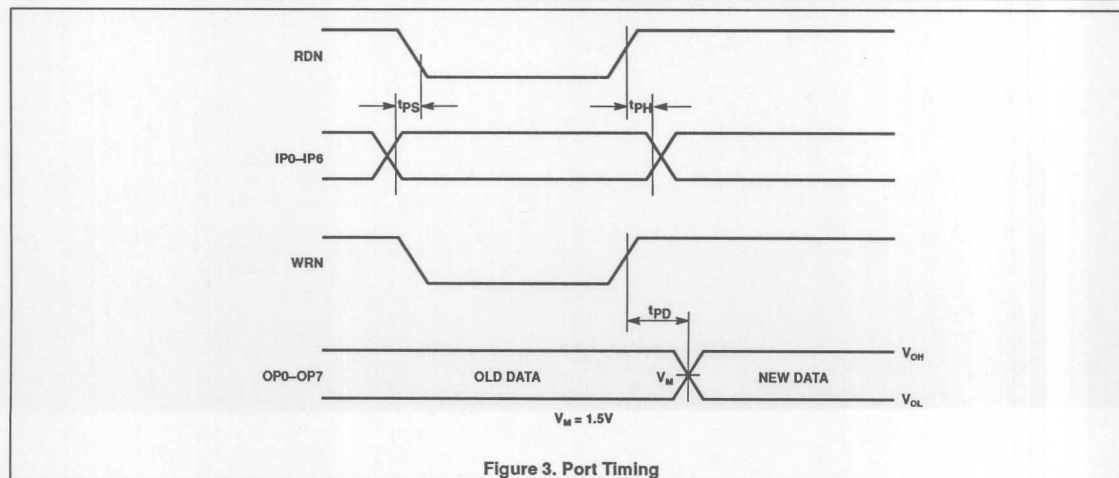 RDN
tPS
tPH
IP0–IP6
WRN
tPD
OP0–OP7
OLD DATA
VM
NEW DATA
VOH
VOL
VM = 1.5V
Figure 3. Port Timing